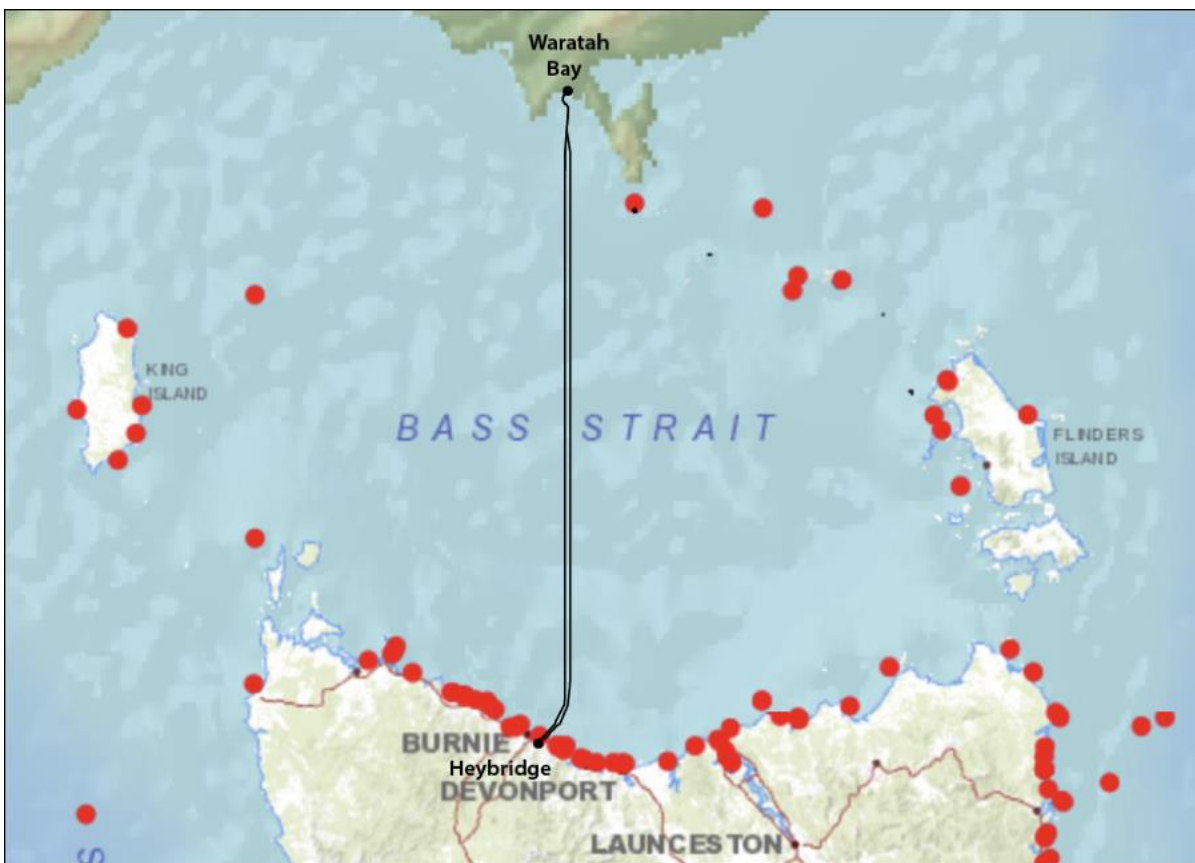 Waratah
Bay
KING
ISLAND
BASS STRAIT
FLINDERS
ISLAND
BURNIE
Heybridge
DEVONPORT
LAUNCESTON
S